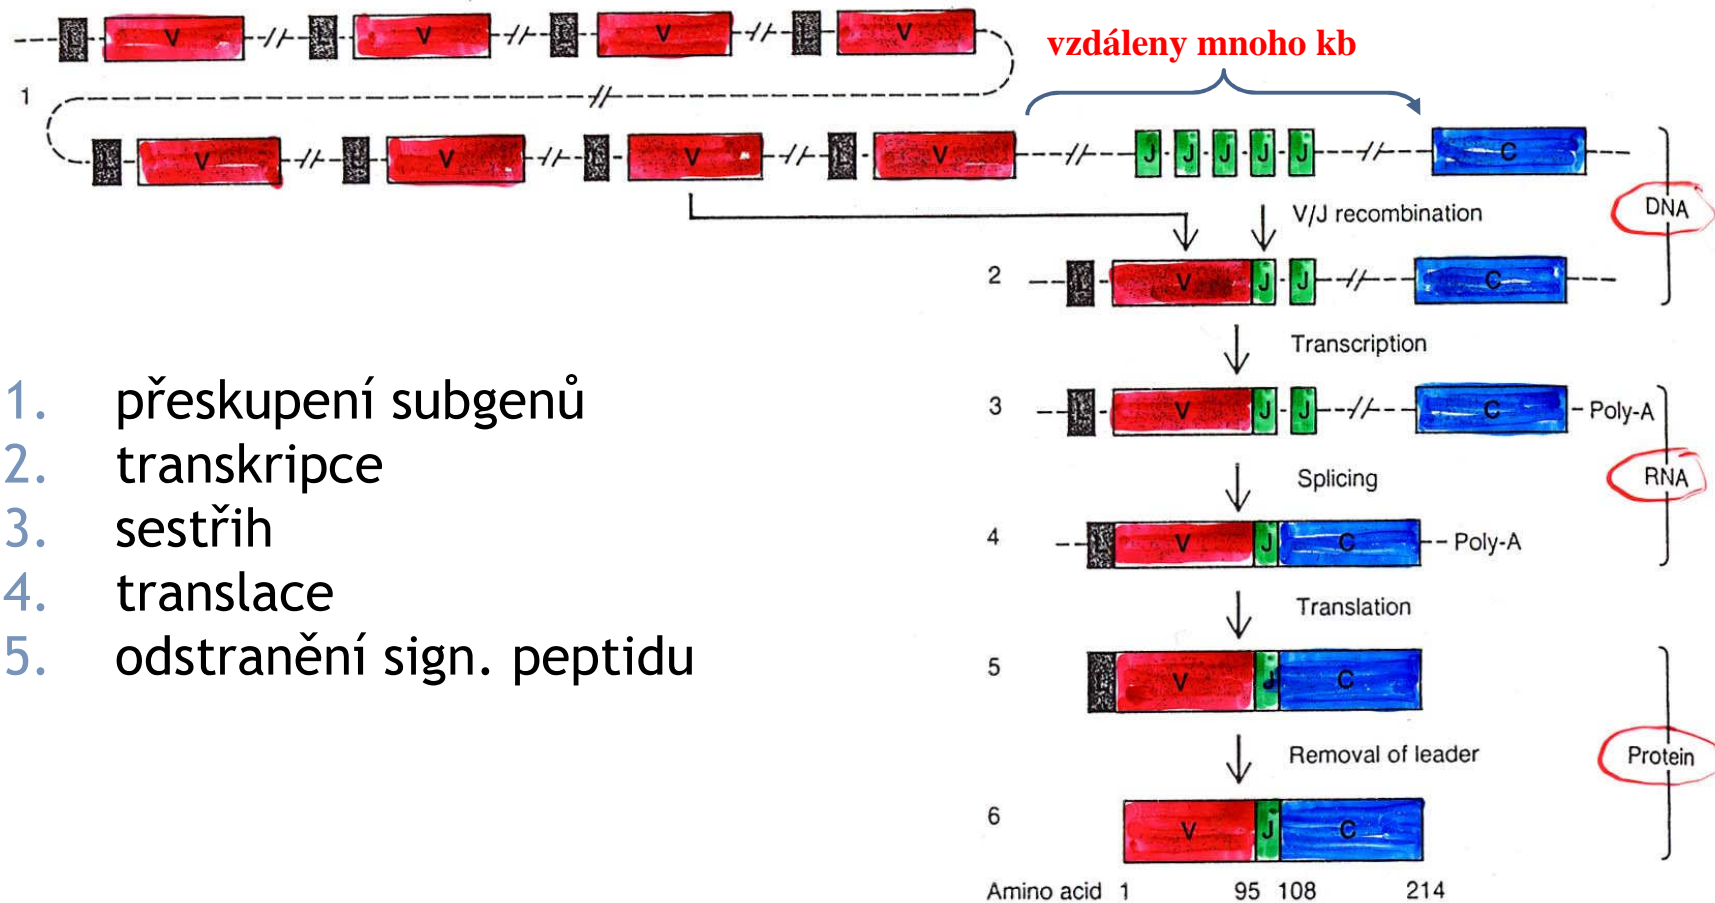 L V L V L V L V
vzdáleny mnoho kb
1
L V L V L V L V J J J J J C
V/J recombination
DNA
2 L V J J C
Transcription
3 L V J J C Poly-A
Splicing
RNA
4 L V J C Poly-A
Translation
5 L V J C
Removal of leader
Protein
6 V J C
Amino acid 1 95 108 214
1. přeskupení subgenů
2. transkripce
3. sestřih
4. translace
5. odstranění sign. peptidu